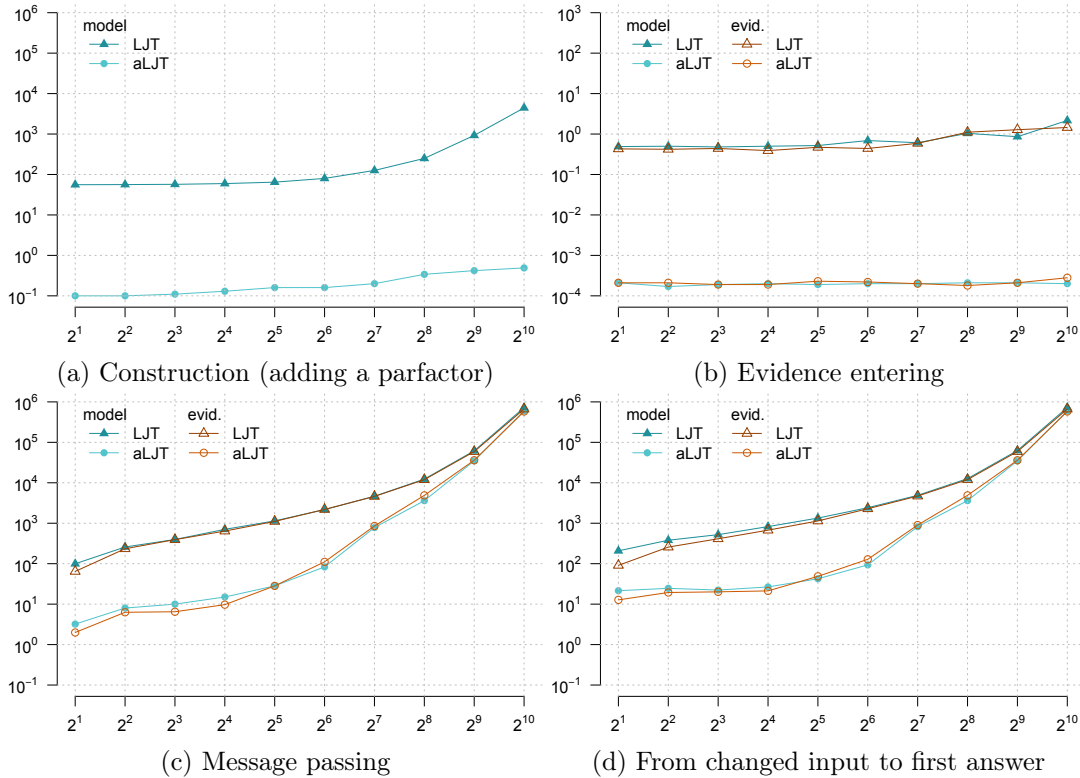 model
LJT
aLJT
10^6
10^5
10^4
10^3
10^2
10^1
10^0
10^−1
2^1 2^2 2^3 2^4 2^5 2^6 2^7 2^8 2^9 2^10
(a) Construction (adding a parfactor)
model evid.
LJT LJT
aLJT aLJT
10^3
10^2
10^1
10^0
10^−1
10^−2
10^−3
10^−4
2^1 2^2 2^3 2^4 2^5 2^6 2^7 2^8 2^9 2^10
(b) Evidence entering
model evid.
LJT LJT
aLJT aLJT
10^6
10^5
10^4
10^3
10^2
10^1
10^0
10^−1
2^1 2^2 2^3 2^4 2^5 2^6 2^7 2^8 2^9 2^10
(c) Message passing
model evid.
LJT LJT
aLJT aLJT
10^6
10^5
10^4
10^3
10^2
10^1
10^0
10^−1
2^1 2^2 2^3 2^4 2^5 2^6 2^7 2^8 2^9 2^10
(d) From changed input to first answer